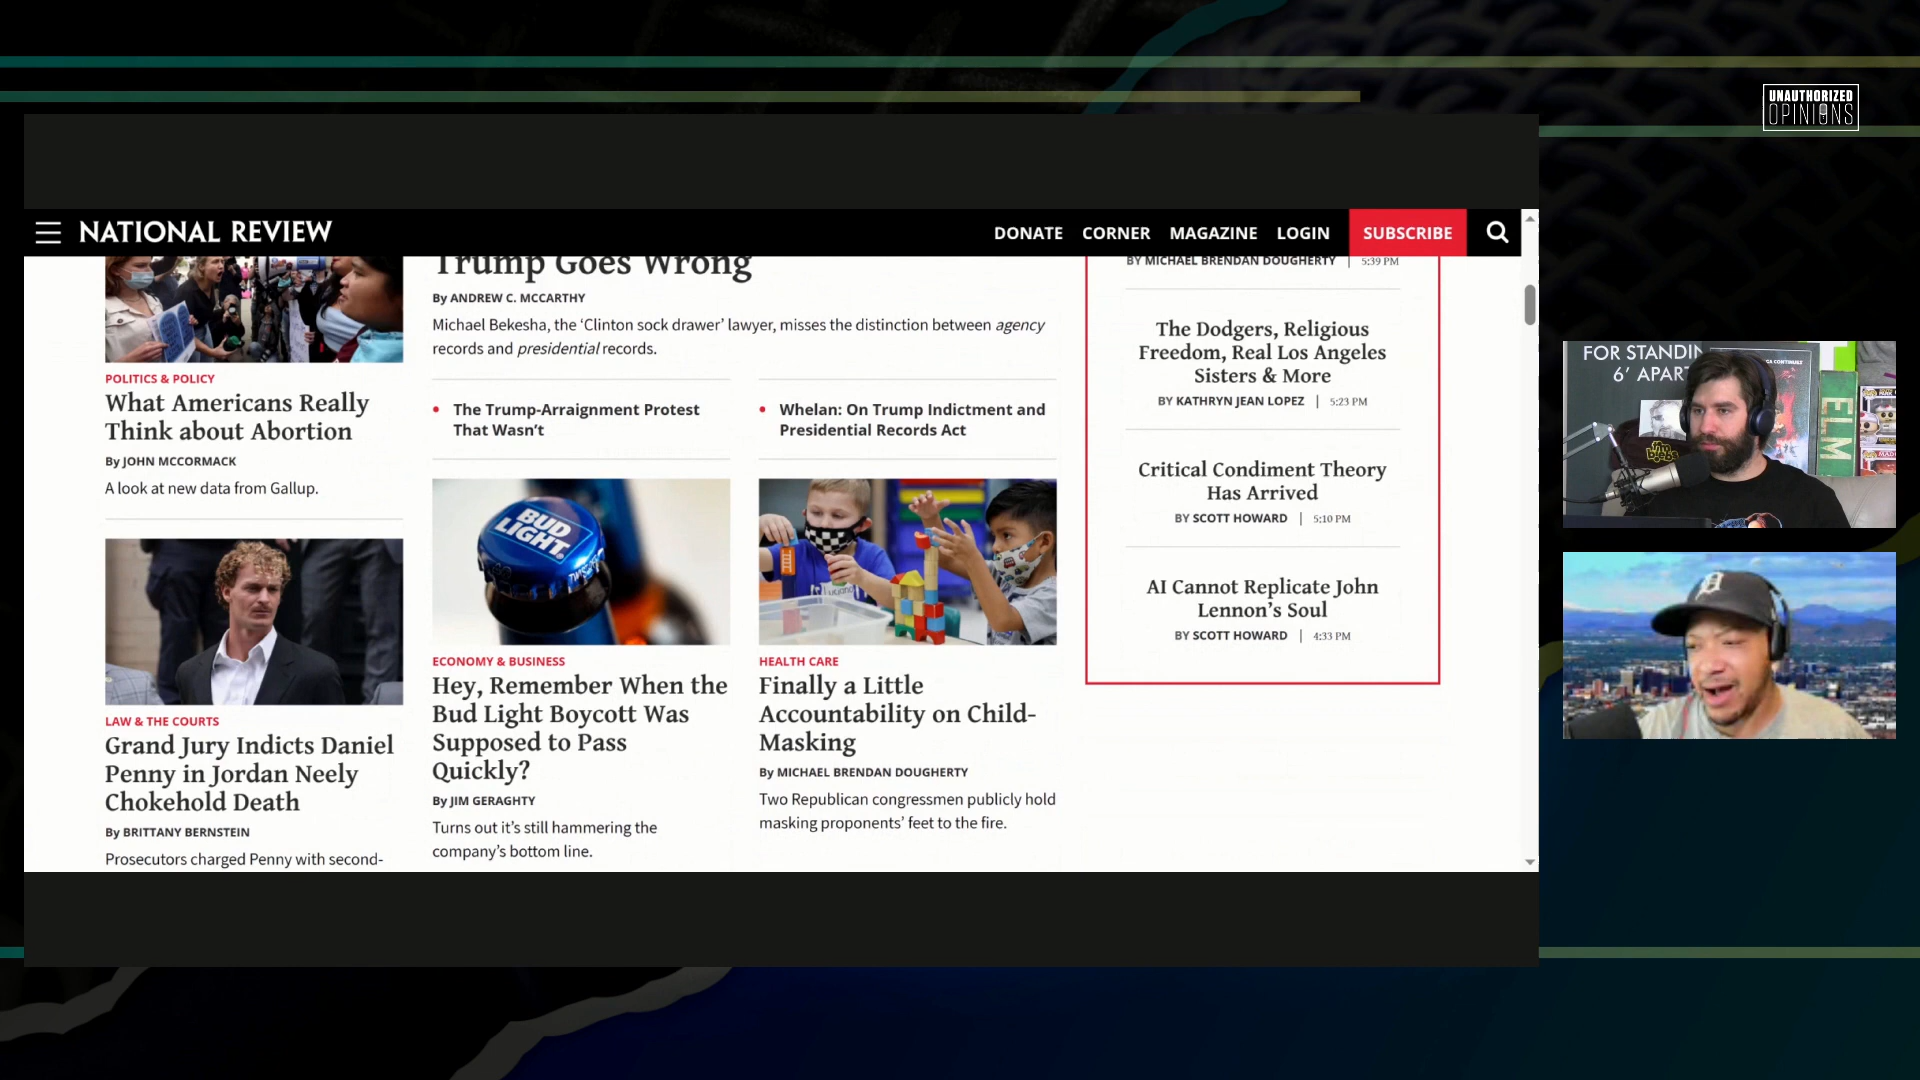 UNAUTHORIZED
OPINIONS
NATIONAL REVIEW
DONATE
CORNER
MAGAZINE
LOGIN
SUBSCRIBE
POLITICS & POLICY
What Americans Really
Think about Abortion
By JOHN MCCORMACK
A look at new data from Gallup.
LAW & THE COURTS
Grand Jury Indicts Daniel
Penny in Jordan Neely
Chokehold Death
By BRITTANY BERNSTEIN
Prosecutors charged Penny with second-
Trump Goes Wrong
By ANDREW C. MCCARTHY
Michael Bekesha, the ‘Clinton sock drawer’ lawyer, misses the distinction between agency
records and presidential records.
• The Trump-Arraignment Protest
That Wasn’t
• Whelan: On Trump Indictment and
Presidential Records Act
BUD
LIGHT
ECONOMY & BUSINESS
Hey, Remember When the
Bud Light Boycott Was
Supposed to Pass
Quickly?
By JIM GERAGHTY
Turns out it’s still hammering the
company’s bottom line.
HEALTH CARE
Finally a Little
Accountability on Child-
Masking
By MICHAEL BRENDAN DOUGHERTY
Two Republican congressmen publicly hold
masking proponents’ feet to the fire.
BY MICHAEL BRENDAN DOUGHERTY | 5:39 PM
The Dodgers, Religious
Freedom, Real Los Angeles
Sisters & More
BY KATHRYN JEAN LOPEZ | 5:23 PM
Critical Condiment Theory
Has Arrived
BY SCOTT HOWARD | 5:10 PM
AI Cannot Replicate John
Lennon’s Soul
BY SCOTT HOWARD | 4:33 PM
FOR STANDIN
6’ APART
ELM